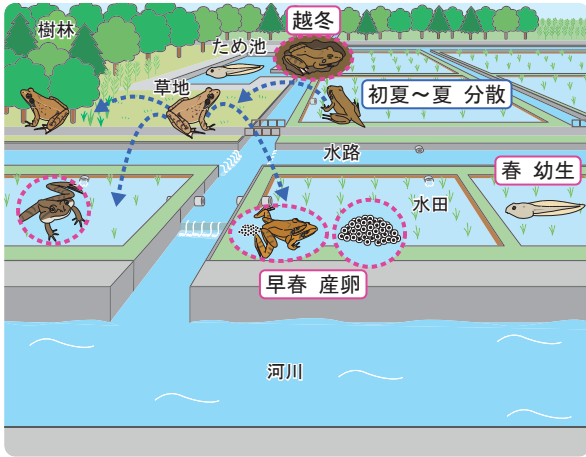 越冬
樹林
ため池
草地
初夏～夏 分散
水路
春 幼生
水田
早春 産卵
河川